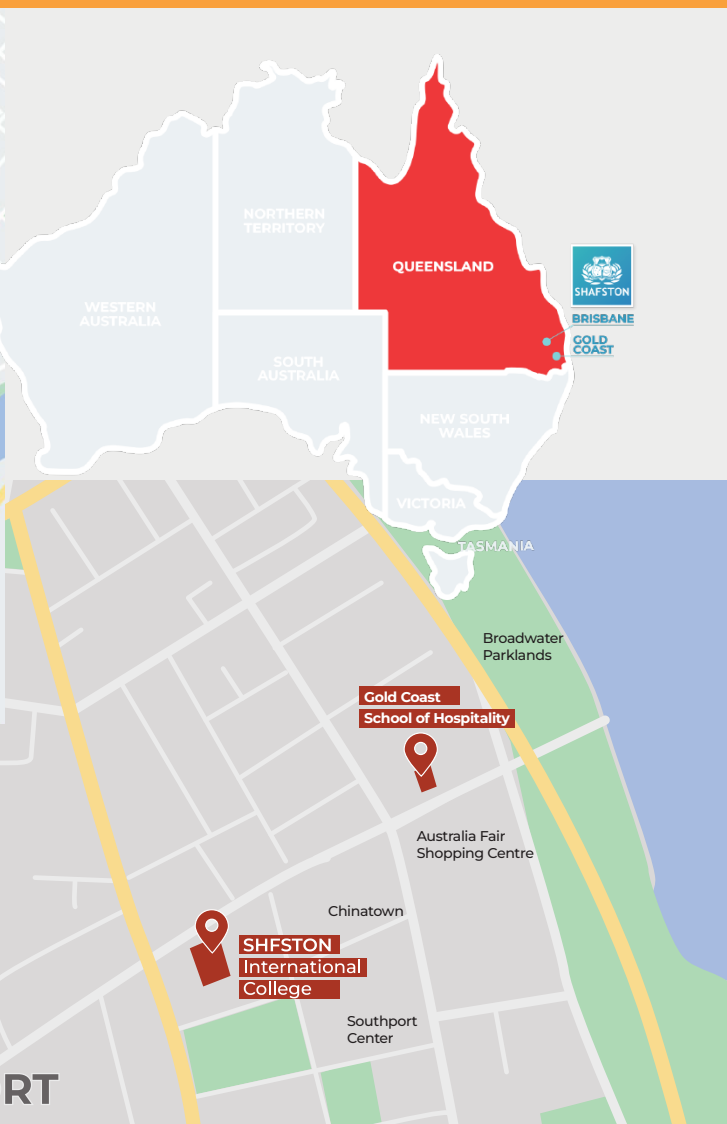 NORTHERN
TERRITORY
QUEENSLAND
SHAFSTON
WESTERN
AUSTRALIA
BRISBANE
GOLD
COAST
SOUTH
AUSTRALIA
NEW SOUTH
WALES
VICTORIA
TASMANIA
Broadwater
Parklands
Gold Coast
School of Hospitality
Australia Fair
Shopping Centre
Chinatown
SHFSTON
International
College
Southport
Center
RT